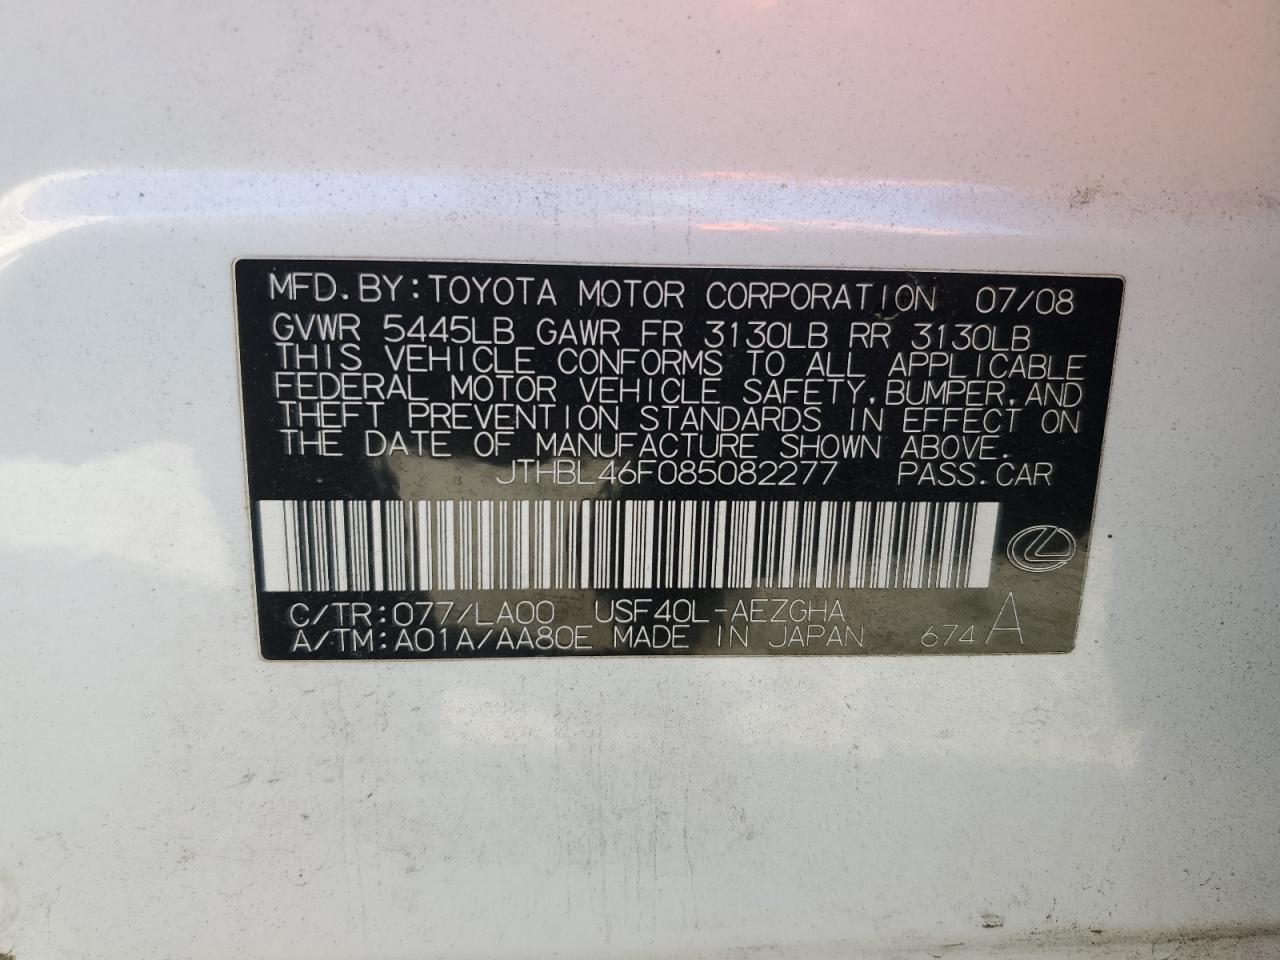 MFD. BY: TOYOTA MOTOR CORPORATION 07/08
GVWR 5445LB GAWR FR 3130LB RR 3130LB
THIS VEHICLE CONFORMS TO ALL APPLICABLE
FEDERAL MOTOR VEHICLE SAFETY, BUMPER, AND
THEFT PREVENTION STANDARDS IN EFFECT ON
THE DATE OF MANUFACTURE SHOWN ABOVE.
JTHBL46F085082277 PASS. CAR
C/TR: 077/LA00 USF40L-AEZGHA
A/TM: A01A/AA80E MADE IN JAPAN 674 A